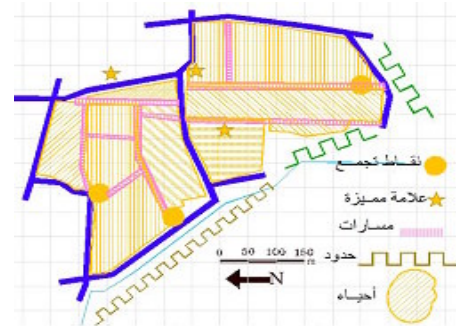 نقاط تجمع
علامة مميزة
مسارات
حدود
0 50 100 150
m
N
أحياء